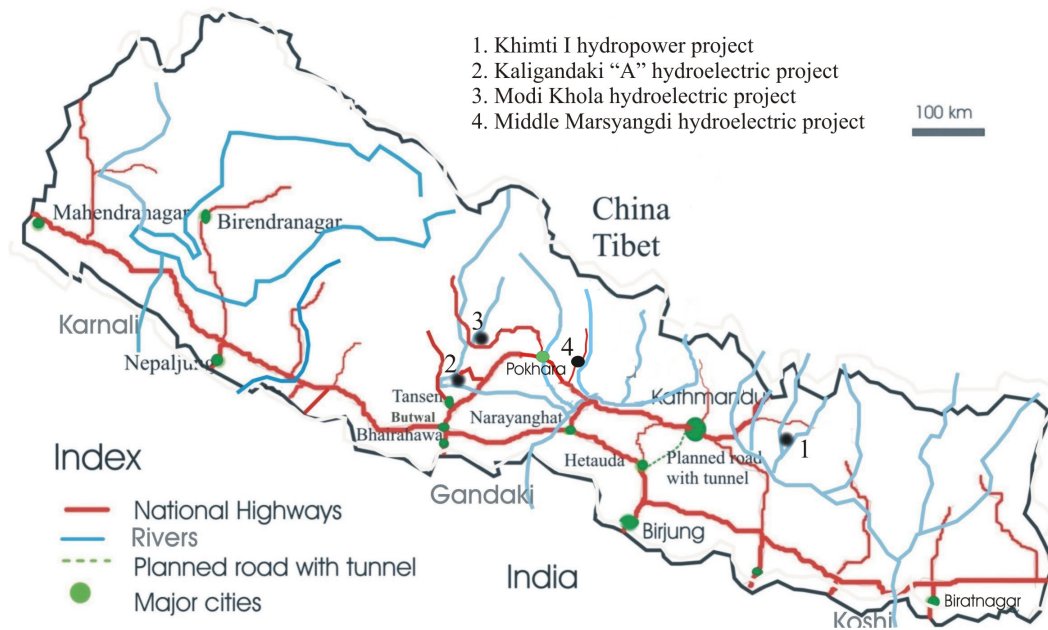 1. Khimti I hydropower project
2. Kaligandaki “A” hydroelectric project
3. Modi Khola hydroelectric project
4. Middle Marsyangdi hydroelectric project
100 km
China
Tibet
Mahendranagar
Birendranagar
Karnali
Nepaljung
3
4
2
Pokhara
Tansen
Butwal
Narayanghat
Kathmandu
Bhairahawa
1
Hetauda
Planned road
with tunnel
Gandaki
Birjung
India
Biratnagar
Koshi
Index
National Highways
Rivers
Planned road with tunnel
Major cities